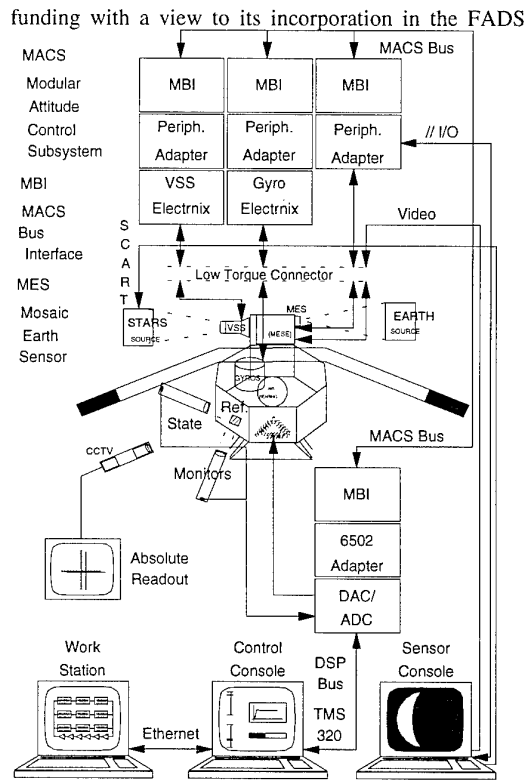 funding with a view to its incorporation in the FADS
MACS Bus
MACS
Modular
Attitude
Control
Subsystem
MBI
MACS
Bus
Interface
MES
Mosaic
Earth
Sensor
MBI
MBI
MBI
Periph.
Adapter
Periph.
Adapter
Periph.
Adapter
// I/O
VSS
Electrnix
Gyro
Electrnix
Video
S
C
A
R
T
Low Torque Connector
STARS
SOURCE
VSS
MES
(MESE)
EARTH
SOURCE
GYROS
Ref.
State
Monitors
MACS Bus
CCTV
MBI
6502
Adapter
DAC/
ADC
Absolute
Readout
Work
Station
Control
Console
DSP
Bus
TMS
320
Sensor
Console
Ethernet